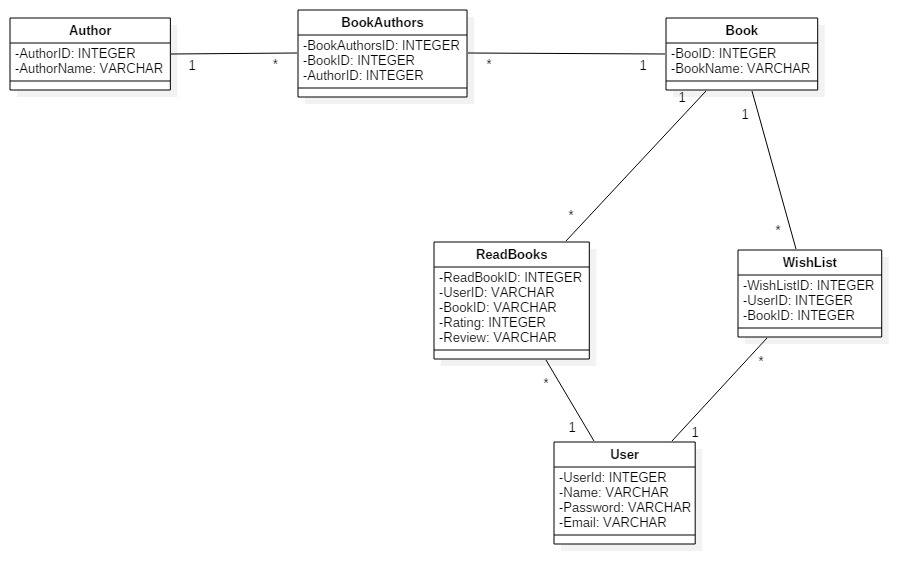 Author
-AuthorID: INTEGER
-AuthorName: VARCHAR
1
*
BookAuthors
-BookAuthorsID: INTEGER
-BookID: INTEGER
-AuthorID: INTEGER
*
1
Book
-BooID: INTEGER
-BookName: VARCHAR
1
1
*
*
ReadBooks
-ReadBookID: INTEGER
-UserID: VARCHAR
-BookID: VARCHAR
-Rating: INTEGER
-Review: VARCHAR
WishList
-WishListID: INTEGER
-UserID: INTEGER
-BookID: INTEGER
*
*
1
1
User
-UserId: INTEGER
-Name: VARCHAR
-Password: VARCHAR
-Email: VARCHAR